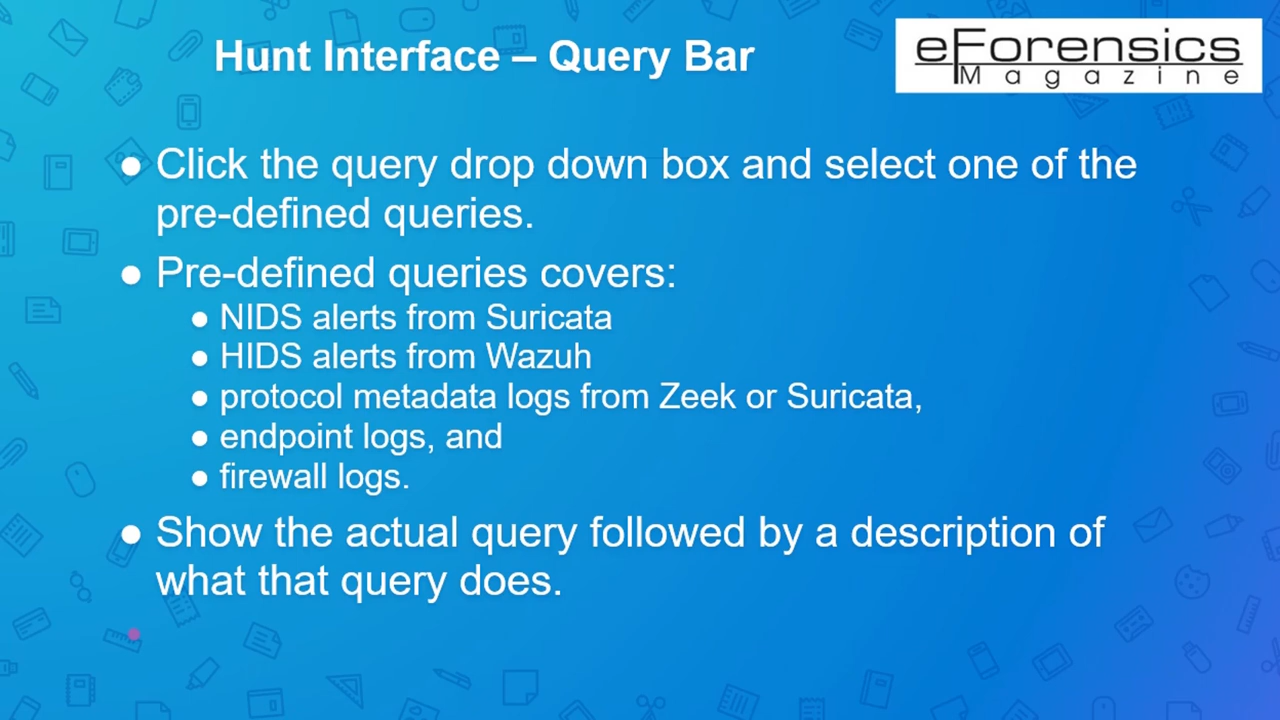 Hunt Interface – Query Bar
eForensics
Magazine
● Click the query drop down box and select one of the
pre-defined queries.
● Pre-defined queries covers:
● NIDS alerts from Suricata
● HIDS alerts from Wazuh
● protocol metadata logs from Zeek or Suricata,
● endpoint logs, and
● firewall logs.
● Show the actual query followed by a description of
what that query does.